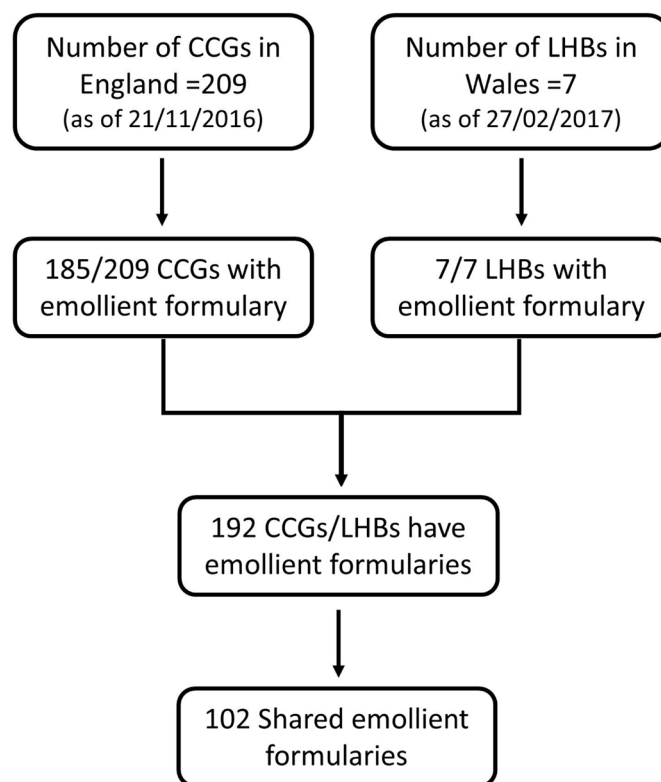 Number of CCGs in
England =209
(as of 21/11/2016)
Number of LHBs in
Wales =7
(as of 27/02/2017)
185/209 CCGs with
emollient formulary
7/7 LHBs with
emollient formulary
192 CCGs/LHBs have
emollient formularies
102 Shared emollient
formularies